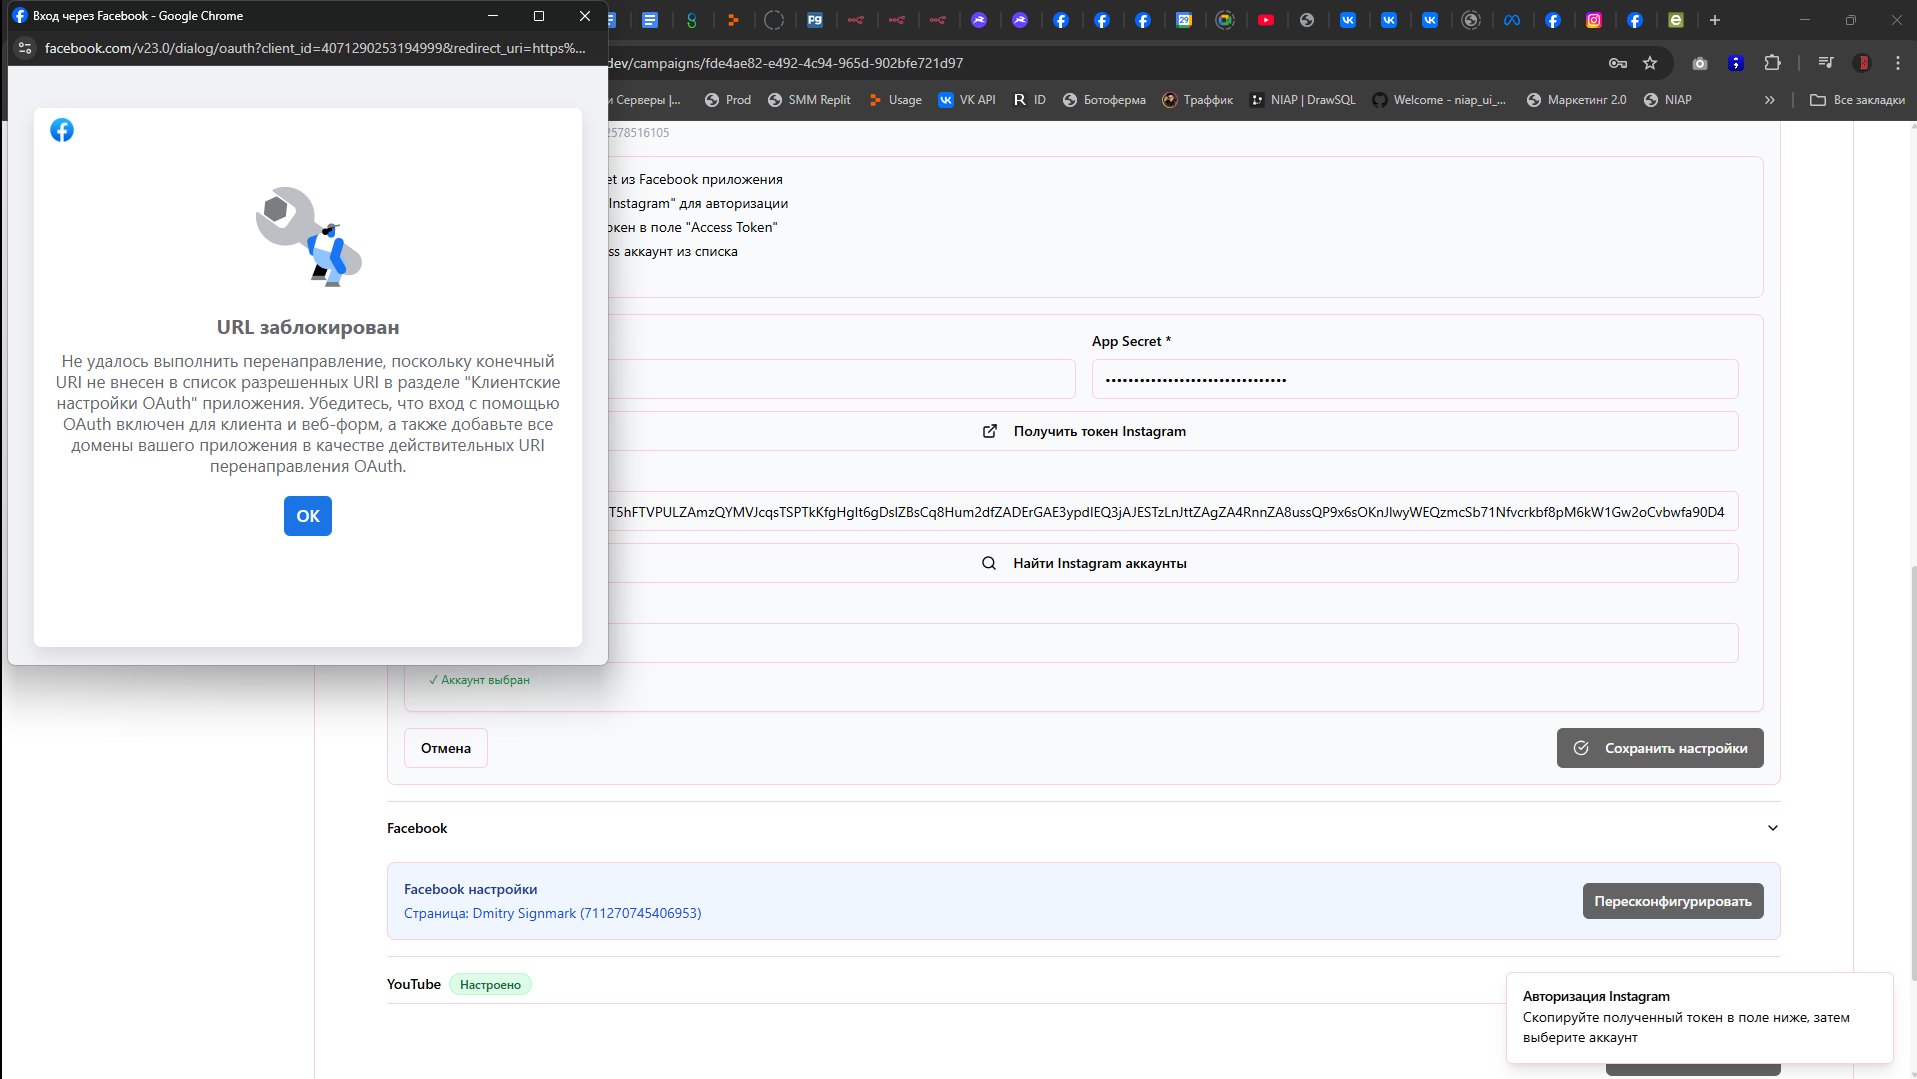 Вход через Facebook - Google Chrome
facebook.com/v23.0/dialog/oauth?client_id=4071290253194999&redirect_uri=https%...
dev/campaigns/fde4ae82-e492-4c94-965d-902bfe721d97
и Серверы |...
Prod
SMM Replit
Usage
VK API
ID
Ботоферма
Траффик
NIAP | DrawSQL
Welcome - niap_ui_...
Маркетинг 2.0
NIAP
»
Все закладки
URL заблокирован
Не удалось выполнить перенаправление, поскольку конечный
URI не внесен в список разрешенных URI в разделе "Клиентские
настройки OAuth" приложения. Убедитесь, что вход с помощью
OAuth включен для клиента и веб-форм, а также добавьте все
домены вашего приложения в качестве действительных URI
перенаправления OAuth.
OK
2578516105
et из Facebook приложения
Instagram" для авторизации
окен в поле "Access Token"
ss аккаунт из списка
App Secret *
Получить токен Instagram
Найти Instagram аккаунты
✓ Аккаунт выбран
Отмена
Сохранить настройки
Facebook
Facebook настройки
Страница: Dmitry Signmark (711270745406953)
Пересконфигурировать
YouTube
Настроено
Авторизация Instagram
Скопируйте полученный токен в поле ниже, затем
выберите аккаунт